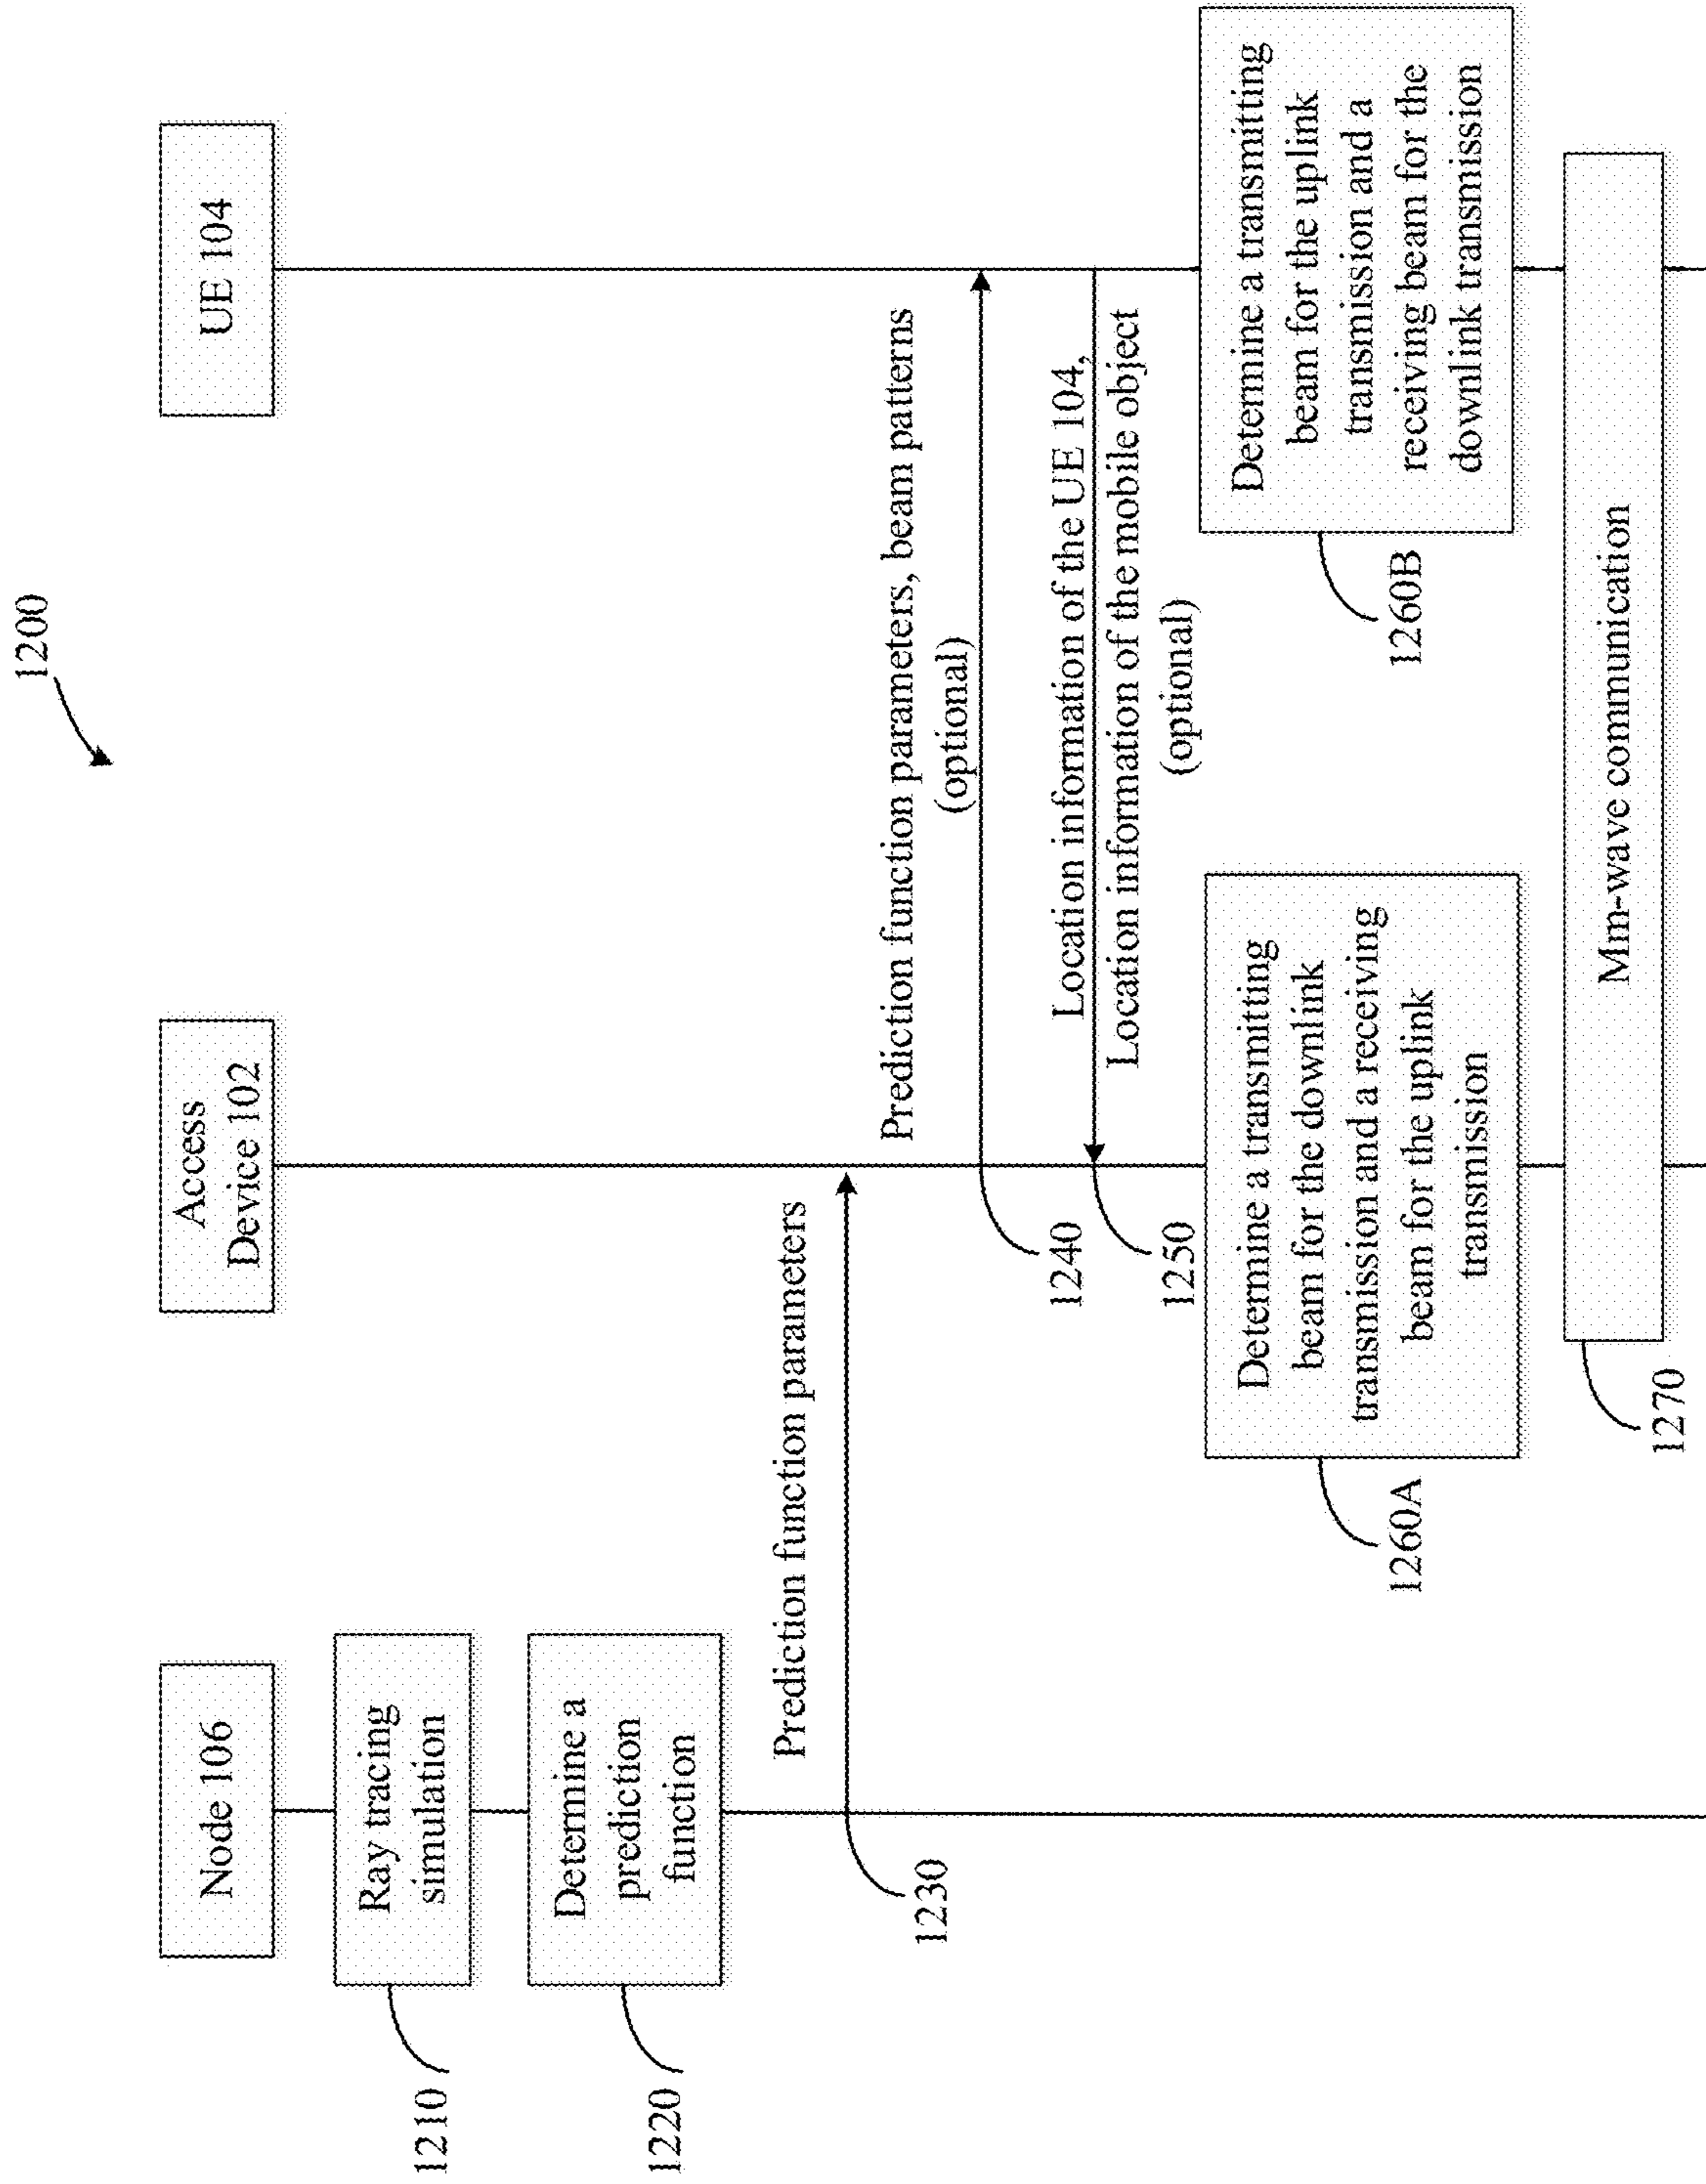 1200
Node 106
Access
Device 102
UE 104
1210
Ray tracing
simulation
1220
Determine a
prediction
function
Prediction function parameters
1230
Prediction function parameters, beam patterns
(optional)
1240
Location information of the UE 104,
Location information of the mobile object
(optional)
1250
1260A
Determine a transmitting
beam for the downlink
transmission and a receiving
beam for the uplink
transmission
1260B
Determine a transmitting
beam for the uplink
transmission and a
receiving beam for the
downlink transmission
1270
Mm-wave communication